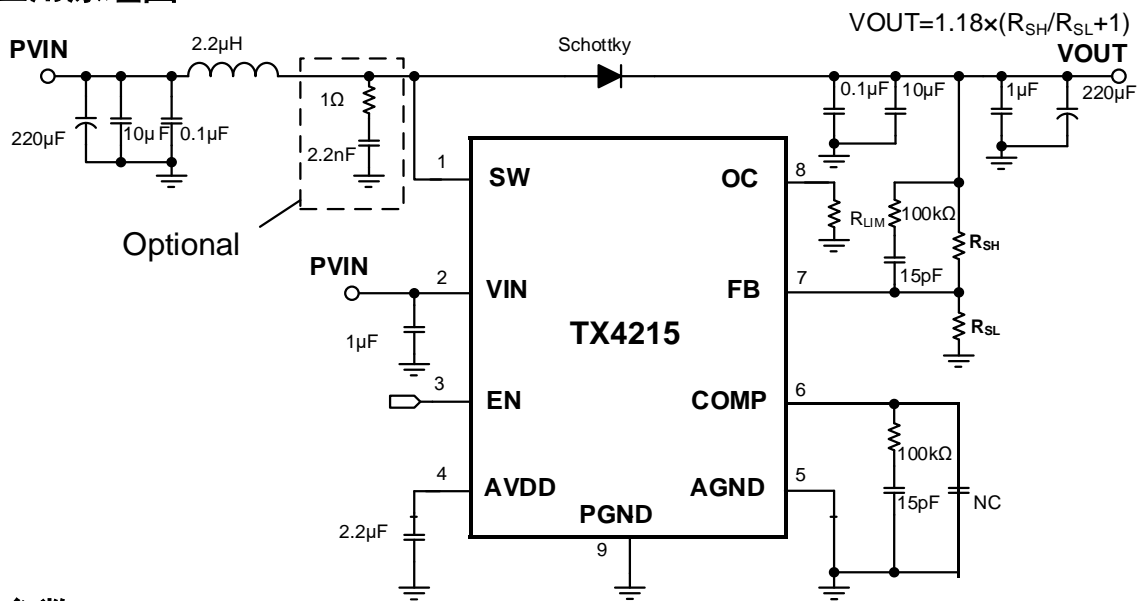 VOUT=1.18×(RSH/RSL+1)
PVIN
2.2μH
Schottky
VOUT
1Ω
0.1μF
10μF
1μF
220μF
220μF
10μF
0.1μF
2.2nF
1
SW
OC
8
RLIM
100kΩ
RSH
Optional
PVIN
2
VIN
FB
7
15pF
TX4215
RSL
1μF
3
EN
COMP
6
100kΩ
4
AVDD
AGND
5
15pF
NC
2.2μF
PGND
9